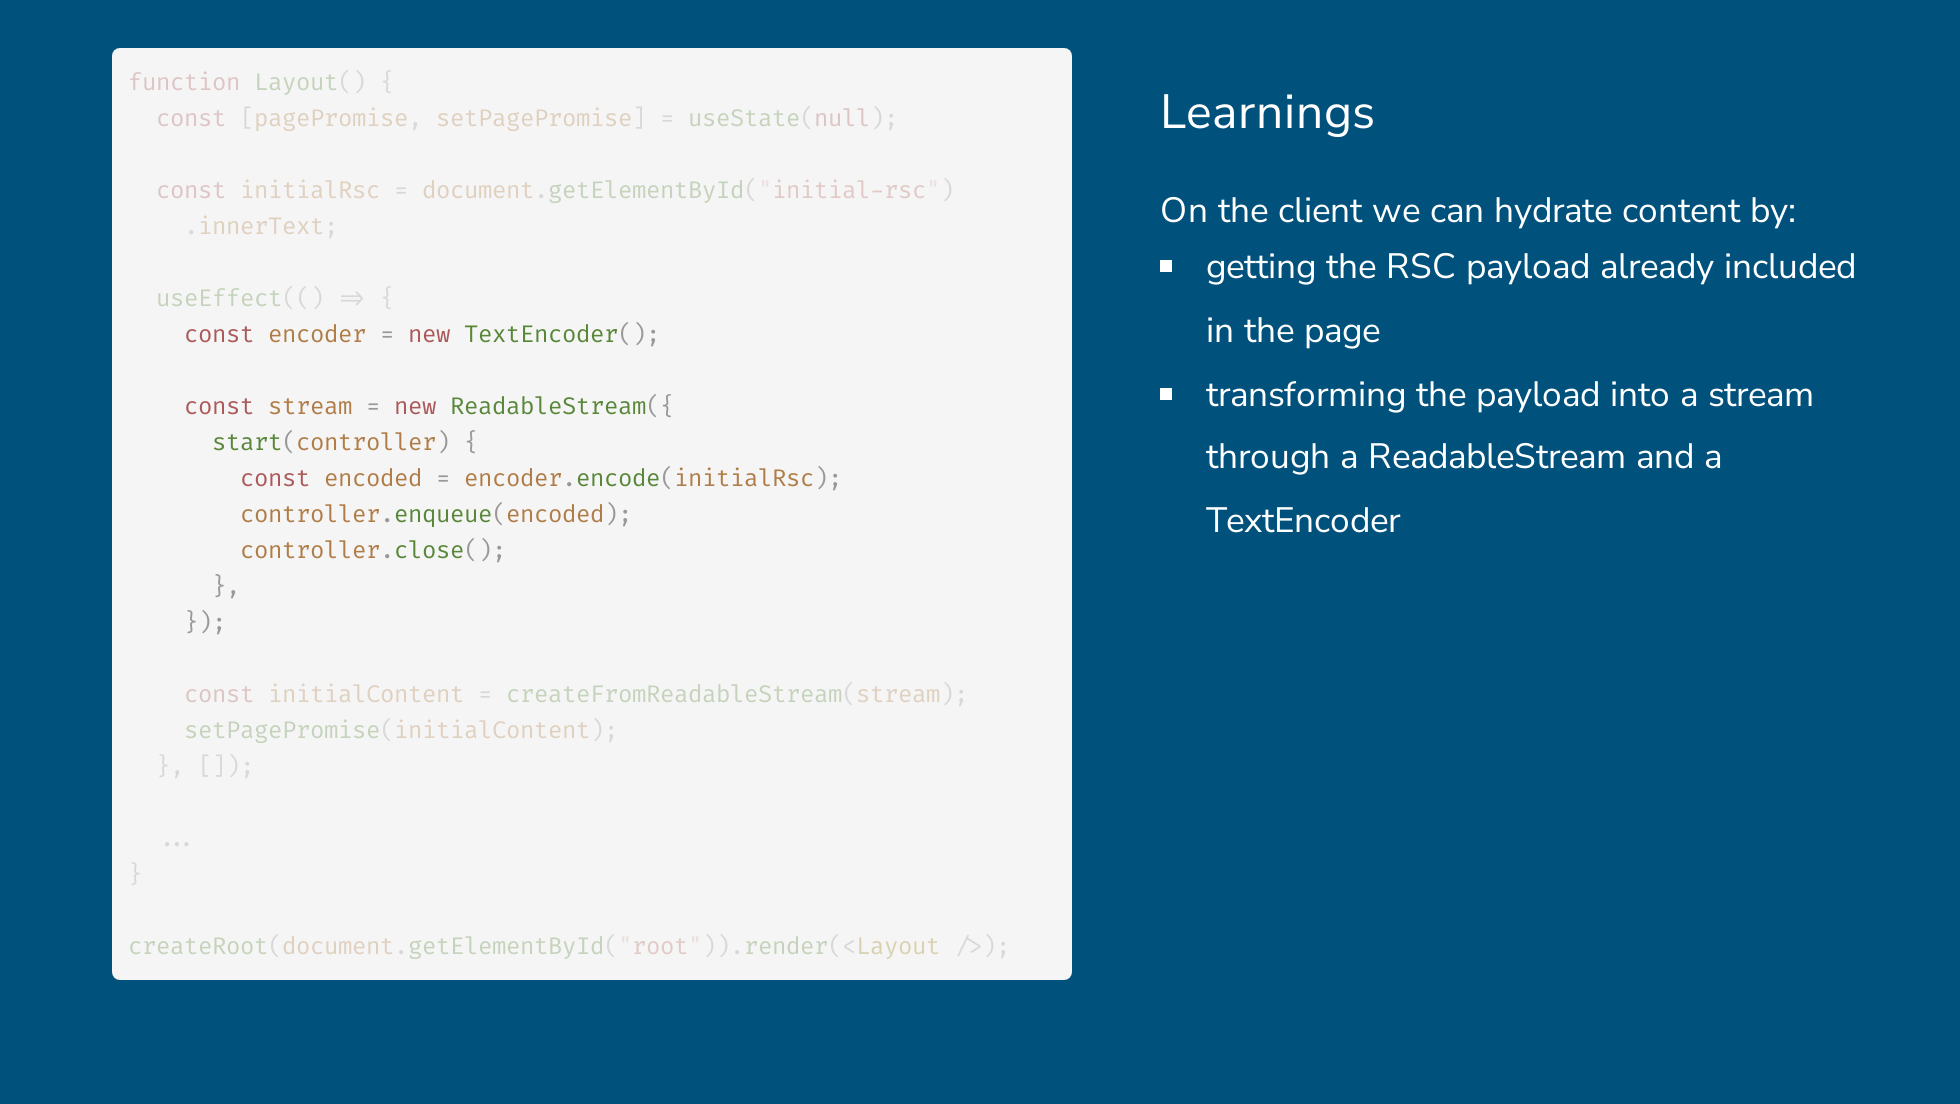 function Layout() {
  const [pagePromise, setPagePromise] = useState(null);

  const initialRsc = document.getElementById("initial-rsc")
    .innerText;

  useEffect(() => {
    const encoder = new TextEncoder();

    const stream = new ReadableStream({
      start(controller) {
        const encoded = encoder.encode(initialRsc);
        controller.enqueue(encoded);
        controller.close();
      },
    });

    const initialContent = createFromReadableStream(stream);
    setPagePromise(initialContent);
  }, []);

  ...
}

createRoot(document.getElementById("root")).render(<Layout />);
Learnings
On the client we can hydrate content by:
▪ getting the RSC payload already included
in the page
▪ transforming the payload into a stream
through a ReadableStream and a
TextEncoder